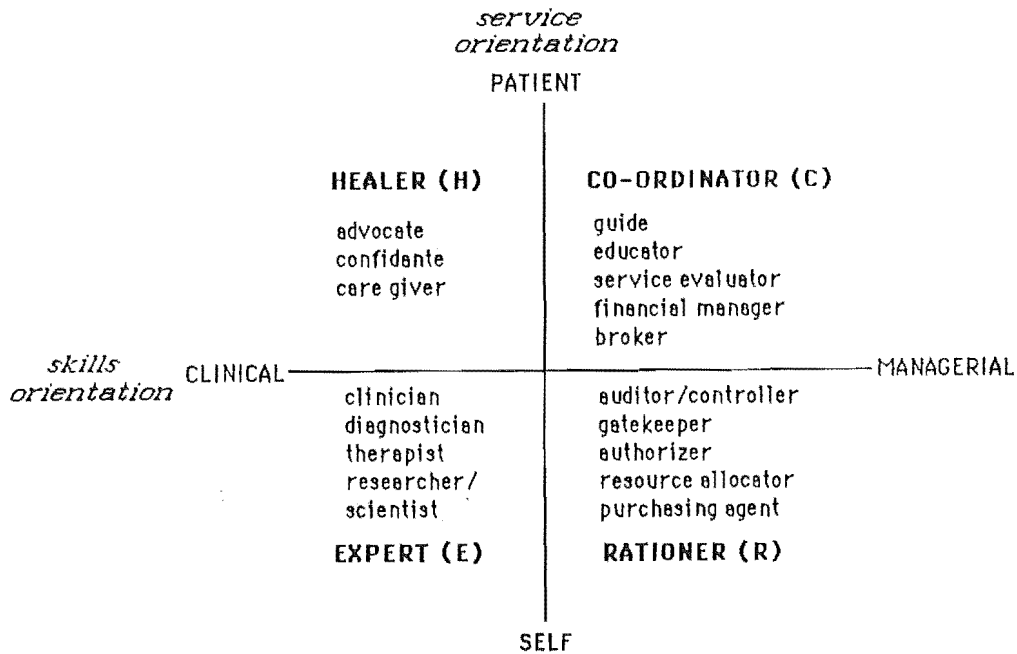 service
orientation
PATIENT
HEALER (H)
advocate
confidante
care giver
CO-ORDINATOR (C)
guide
educator
service evaluator
financial manager
broker
skills
orientation
CLINICAL
MANAGERIAL
clinician
diagnostician
therapist
researcher/
scientist
EXPERT (E)
auditor/controller
gatekeeper
authorizer
resource allocator
purchasing agent
RATIONER (R)
SELF